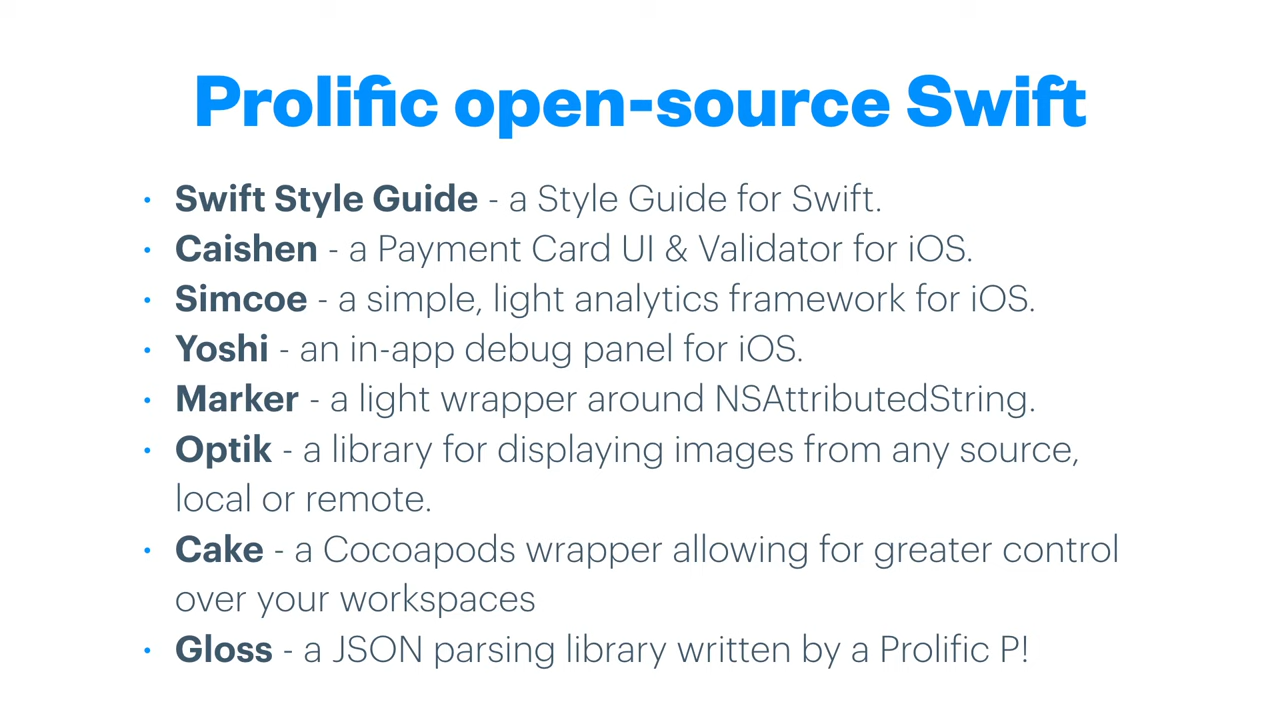 Prolific open-source Swift
• Swift Style Guide - a Style Guide for Swift.
• Caishen - a Payment Card UI & Validator for iOS.
• Simcoe - a simple, light analytics framework for iOS.
• Yoshi - an in-app debug panel for iOS.
• Marker - a light wrapper around NSAttributedString.
• Optik - a library for displaying images from any source,
local or remote.
• Cake - a Cocoapods wrapper allowing for greater control
over your workspaces
• Gloss - a JSON parsing library written by a Prolific P!